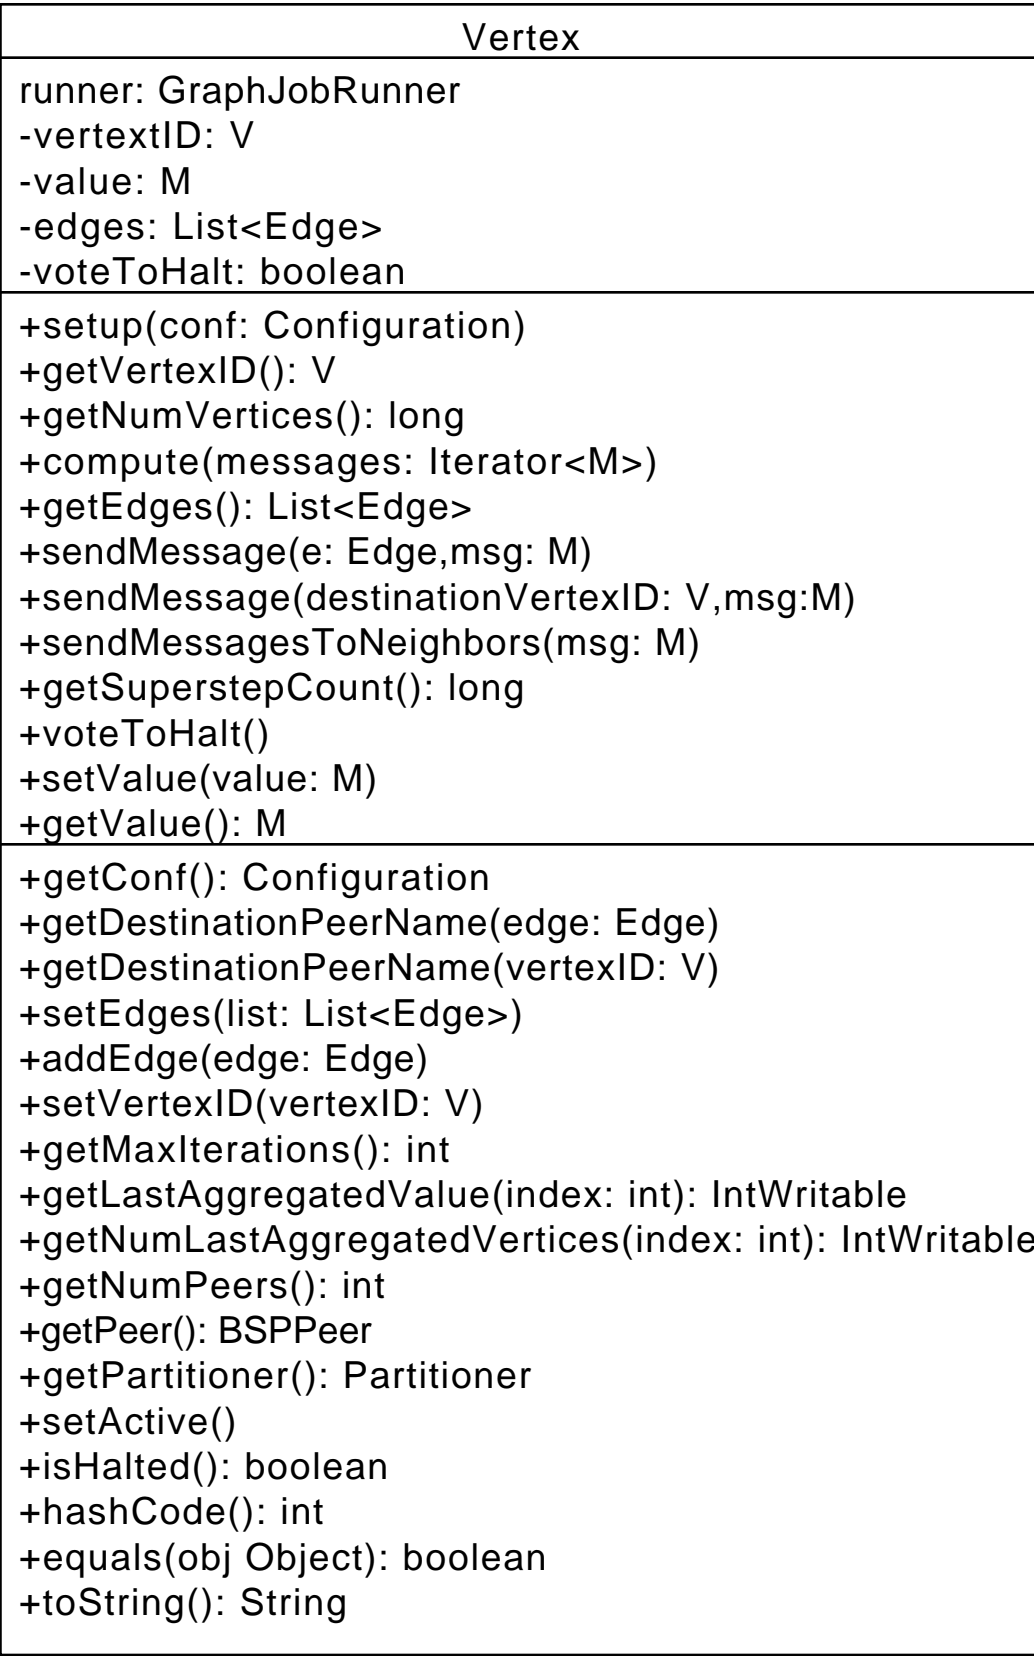 Vertex
runner: GraphJobRunner
-vertextID: V
-value: M
-edges: List<Edge>
-voteToHalt: boolean
+setup(conf: Configuration)
+getVertexID(): V
+getNumVertices(): long
+compute(messages: Iterator<M>)
+getEdges(): List<Edge>
+sendMessage(e: Edge,msg: M)
+sendMessage(destinationVertexID: V,msg:M)
+sendMessagesToNeighbors(msg: M)
+getSuperstepCount(): long
+voteToHalt()
+setValue(value: M)
+getValue(): M
+getConf(): Configuration
+getDestinationPeerName(edge: Edge)
+getDestinationPeerName(vertexID: V)
+setEdges(list: List<Edge>)
+addEdge(edge: Edge)
+setVertexID(vertexID: V)
+getMaxIterations(): int
+getLastAggregatedValue(index: int): IntWritable
+getNumLastAggregatedVertices(index: int): IntWritable
+getNumPeers(): int
+getPeer(): BSPPeer
+getPartitioner(): Partitioner
+setActive()
+isHalted(): boolean
+hashCode(): int
+equals(obj Object): boolean
+toString(): String